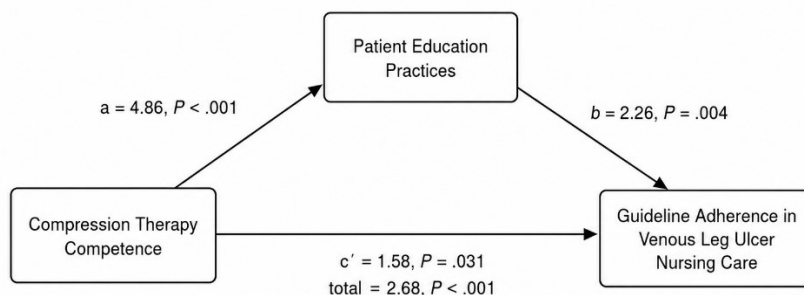 Patient Education
Practices
a = 4.86, P < .001
b = 2.26, P = .004
Compression Therapy
Competence
Guideline Adherence in
Venous Leg Ulcer
Nursing Care
c′ = 1.58, P = .031
total = 2.68, P < .001